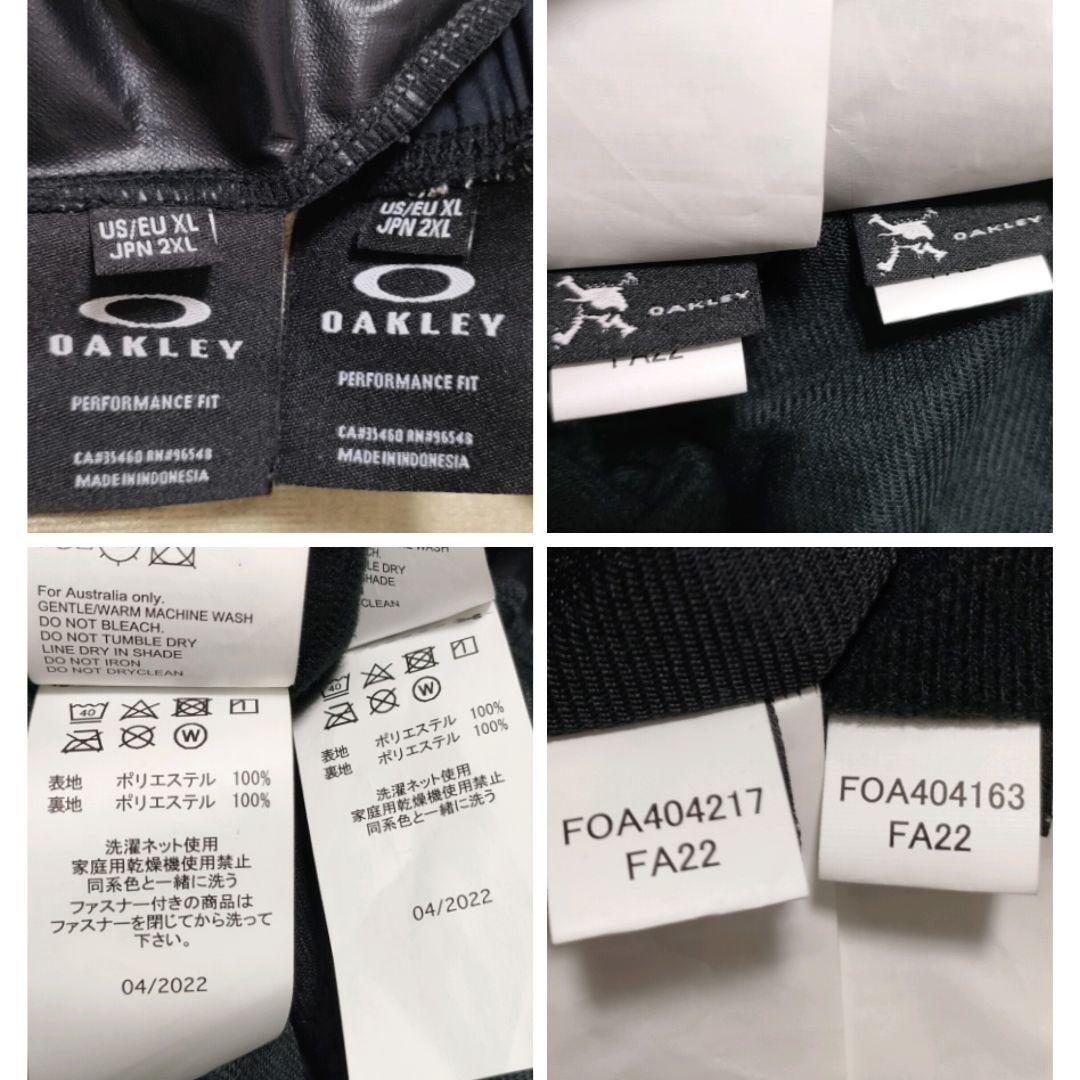 US/EU XL
JPN 2XL
OAKLEY
PERFORMANCE FIT
CA#35460 RN#96548
MADE IN INDONESIA
US/EU XL
JPN 2XL
OAKLEY
PERFORMANCE FIT
CA#35460 RN#96548
MADE IN INDONESIA
OAKLEY
FA22
OAKLEY
For Australia only.
GENTLE/WARM MACHINE WASH
DO NOT BLEACH.
DO NOT TUMBLE DRY
LINE DRY IN SHADE
DO NOT IRON
DO NOT DRYCLEAN
40
W
表地 ポリエステル 100%
裏地 ポリエステル 100%
洗濯ネット使用
家庭用乾燥機使用禁止
同系色と一緒に洗う
ファスナー付きの商品は
ファスナーを閉じてから洗って
下さい。
04/2022
WASH
DRY
40
W
表地 ポリエステル 100%
裏地 ポリエステル 100%
洗濯ネット使用
家庭用乾燥機使用禁止
同系色と一緒に洗う
04/2022
FOA404217
FA22
FOA404163
FA22